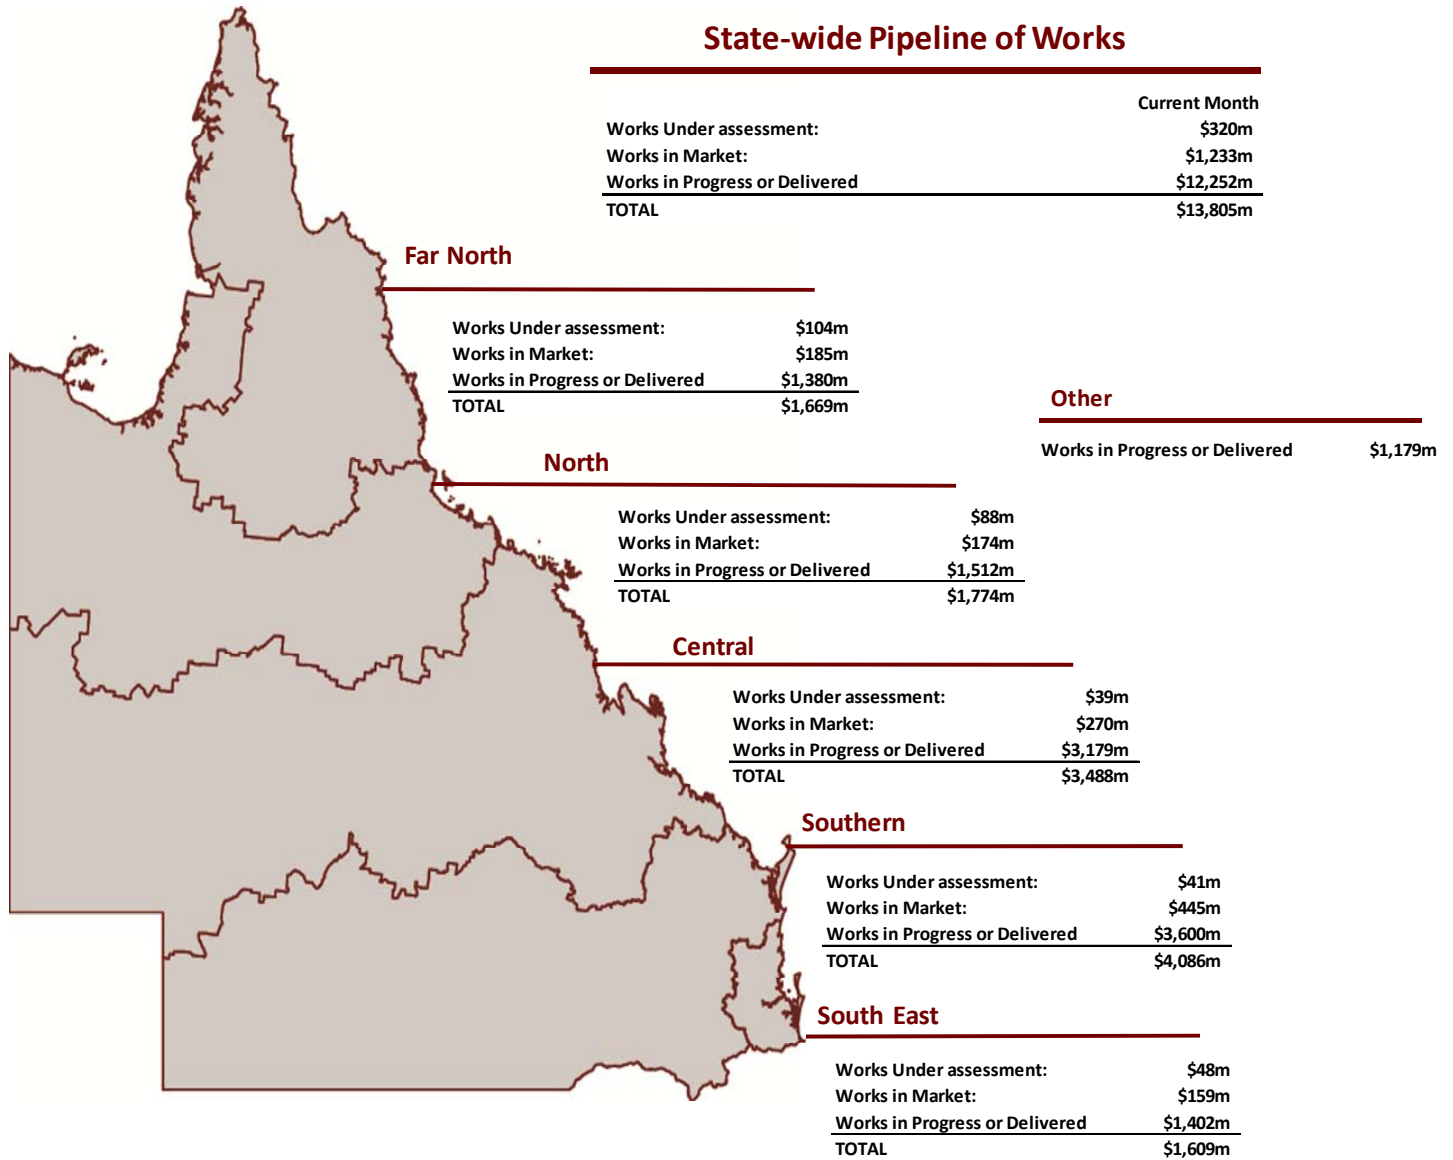 State-wide Pipeline of Works
Current Month
Works Under assessment: $320m
Works in Market: $1,233m
Works in Progress or Delivered $12,252m
TOTAL $13,805m
Far North
Works Under assessment: $104m
Works in Market: $185m
Works in Progress or Delivered $1,380m
TOTAL $1,669m
Other
Works in Progress or Delivered $1,179m
North
Works Under assessment: $88m
Works in Market: $174m
Works in Progress or Delivered $1,512m
TOTAL $1,774m
Central
Works Under assessment: $39m
Works in Market: $270m
Works in Progress or Delivered $3,179m
TOTAL $3,488m
Southern
Works Under assessment: $41m
Works in Market: $445m
Works in Progress or Delivered $3,600m
TOTAL $4,086m
South East
Works Under assessment: $48m
Works in Market: $159m
Works in Progress or Delivered $1,402m
TOTAL $1,609m